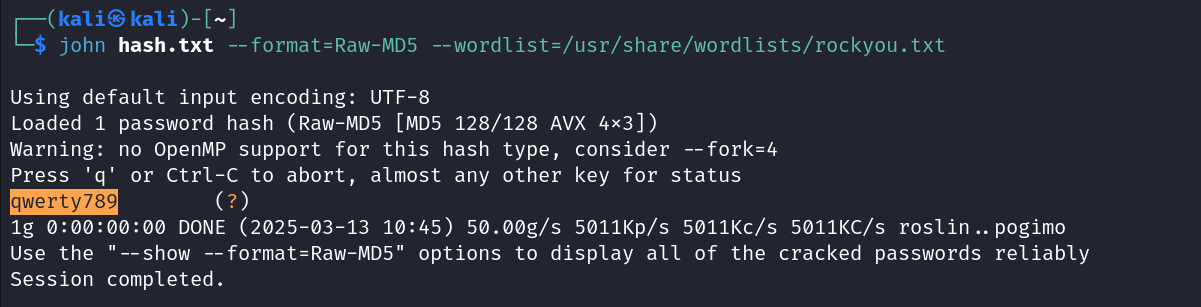 ┌──(kali㉿kali)-[~]
└─$ john hash.txt --format=Raw-MD5 --wordlist=/usr/share/wordlists/rockyou.txt
Using default input encoding: UTF-8
Loaded 1 password hash (Raw-MD5 [MD5 128/128 AVX 4×3])
Warning: no OpenMP support for this hash type, consider --fork=4
Press 'q' or Ctrl-C to abort, almost any other key for status
qwerty789        (?)
1g 0:00:00:00 DONE (2025-03-13 10:45) 50.00g/s 5011Kp/s 5011Kc/s 5011KC/s roslin..pogimo
Use the "--show --format=Raw-MD5" options to display all of the cracked passwords reliably
Session completed.